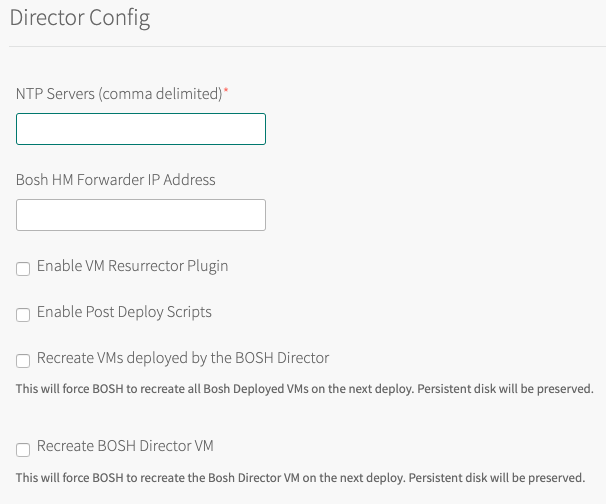 Director Config
NTP Servers (comma delimited)*
Bosh HM Forwarder IP Address
Enable VM Resurrector Plugin
Enable Post Deploy Scripts
Recreate VMs deployed by the BOSH Director
This will force BOSH to recreate all Bosh Deployed VMs on the next deploy. Persistent disk will be preserved.
Recreate BOSH Director VM
This will force BOSH to recreate the Bosh Director VM on the next deploy. Persistent disk will be preserved.